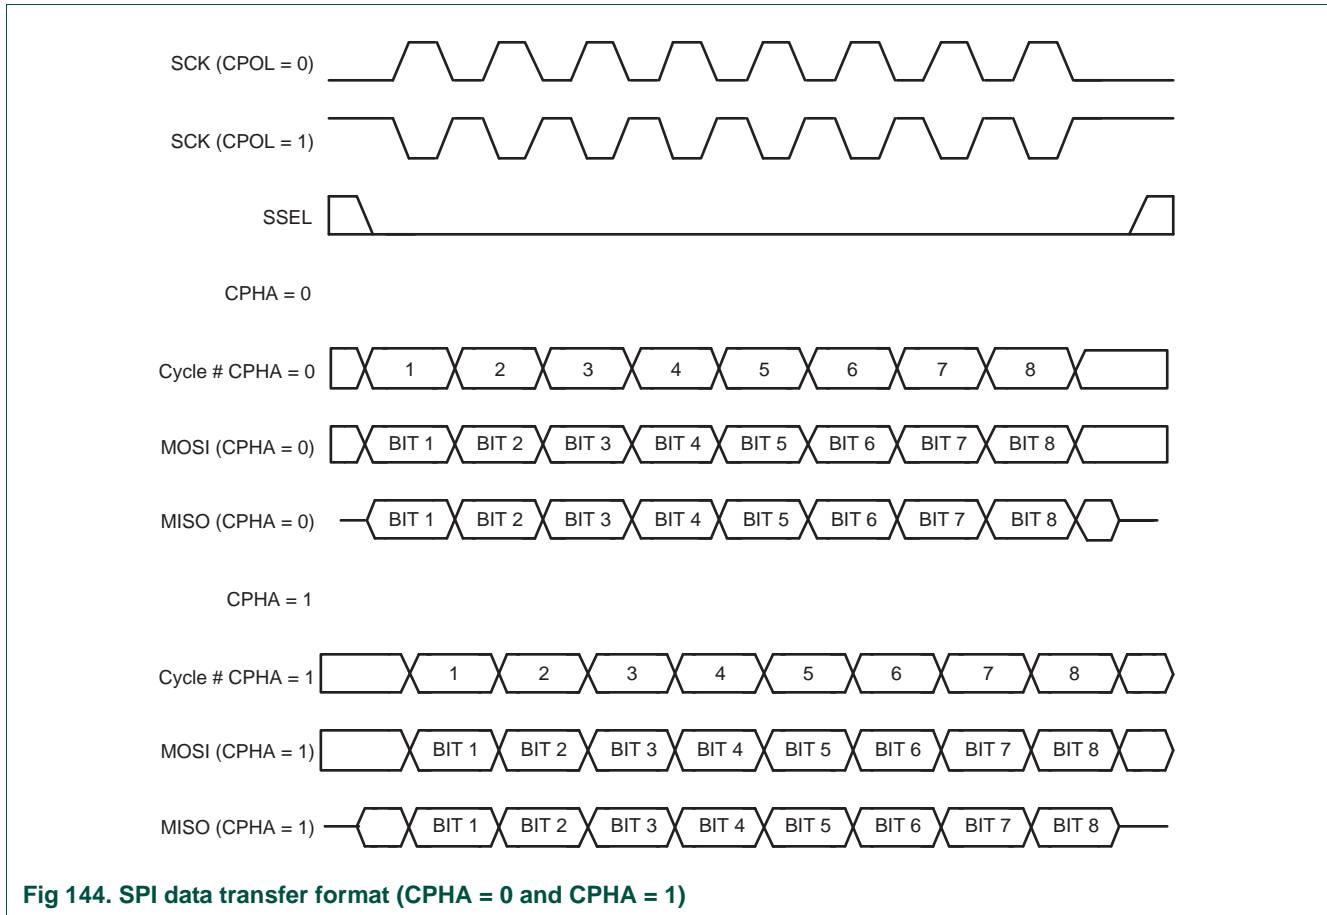 SCK (CPOL = 0)
SCK (CPOL = 1)
SSEL
CPHA = 0
Cycle # CPHA = 0 1 2 3 4 5 6 7 8
MOSI (CPHA = 0) BIT 1 BIT 2 BIT 3 BIT 4 BIT 5 BIT 6 BIT 7 BIT 8
MISO (CPHA = 0) BIT 1 BIT 2 BIT 3 BIT 4 BIT 5 BIT 6 BIT 7 BIT 8
CPHA = 1
Cycle # CPHA = 1 1 2 3 4 5 6 7 8
MOSI (CPHA = 1) BIT 1 BIT 2 BIT 3 BIT 4 BIT 5 BIT 6 BIT 7 BIT 8
MISO (CPHA = 1) BIT 1 BIT 2 BIT 3 BIT 4 BIT 5 BIT 6 BIT 7 BIT 8
Fig 144. SPI data transfer format (CPHA = 0 and CPHA = 1)